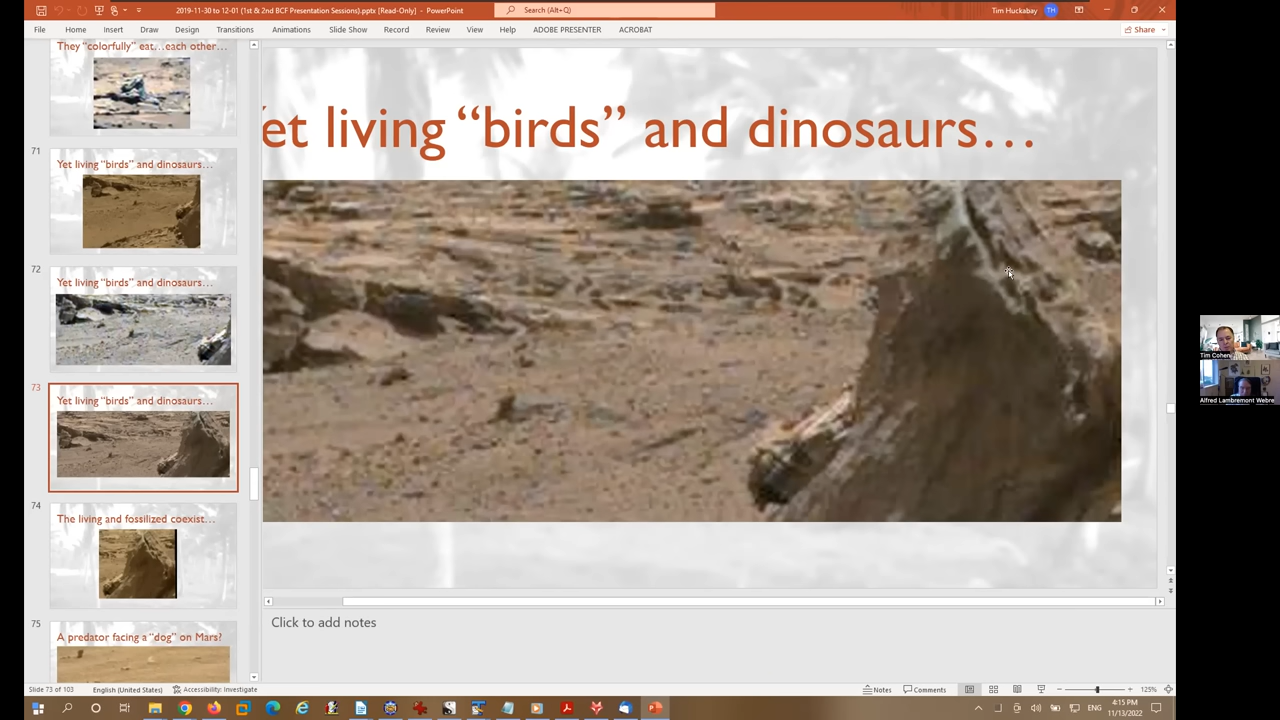 2019-11-30 to 12-01 (1st & 2nd BCF Presentation Sessions).pptx [Read-Only] - PowerPoint
Search (Alt+Q)
Tim Huckabay
TH
File Home Insert Draw Design Transitions Animations Slide Show Record Review View Help ADOBE PRESENTER ACROBAT
Share
They “colorfully” eat…each other…
71
Yet living “birds” and dinosaurs…
72
Yet living “birds” and dinosaurs…
73
Yet living “birds” and dinosaurs…
74
The living and fossilized coexist…
75
A predator facing a “dog” on Mars?
et living “birds” and dinosaurs…
Click to add notes
Tim Cohen
Alfred Lambremont Webre
Slide 73 of 103
English (United States)
Accessibility: Investigate
Notes
Comments
125%
ENG
4:15 PM
11/13/2022